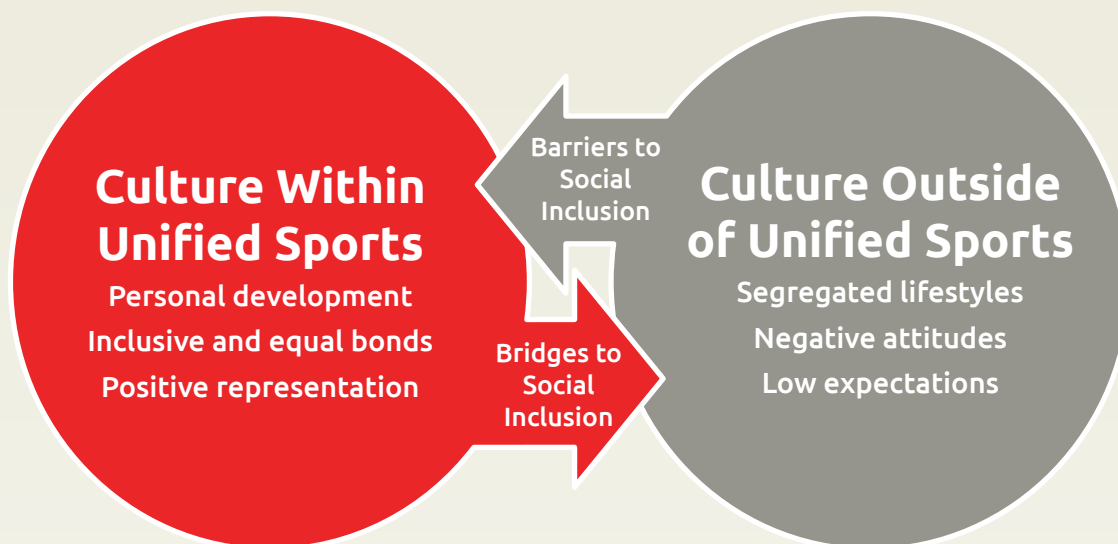 Culture Within
Unified Sports
Personal development
Inclusive and equal bonds
Positive representation
Barriers to
Social
Inclusion
Bridges to
Social
Inclusion
Culture Outside
of Unified Sports
Segregated lifestyles
Negative attitudes
Low expectations